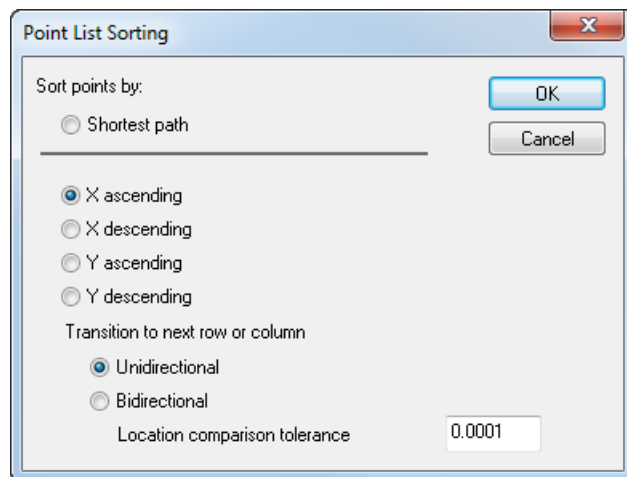 Point List Sorting
Sort points by:
OK
Shortest path
Cancel
X ascending
X descending
Y ascending
Y descending
Transition to next row or column
Unidirectional
Bidirectional
Location comparison tolerance 0.0001